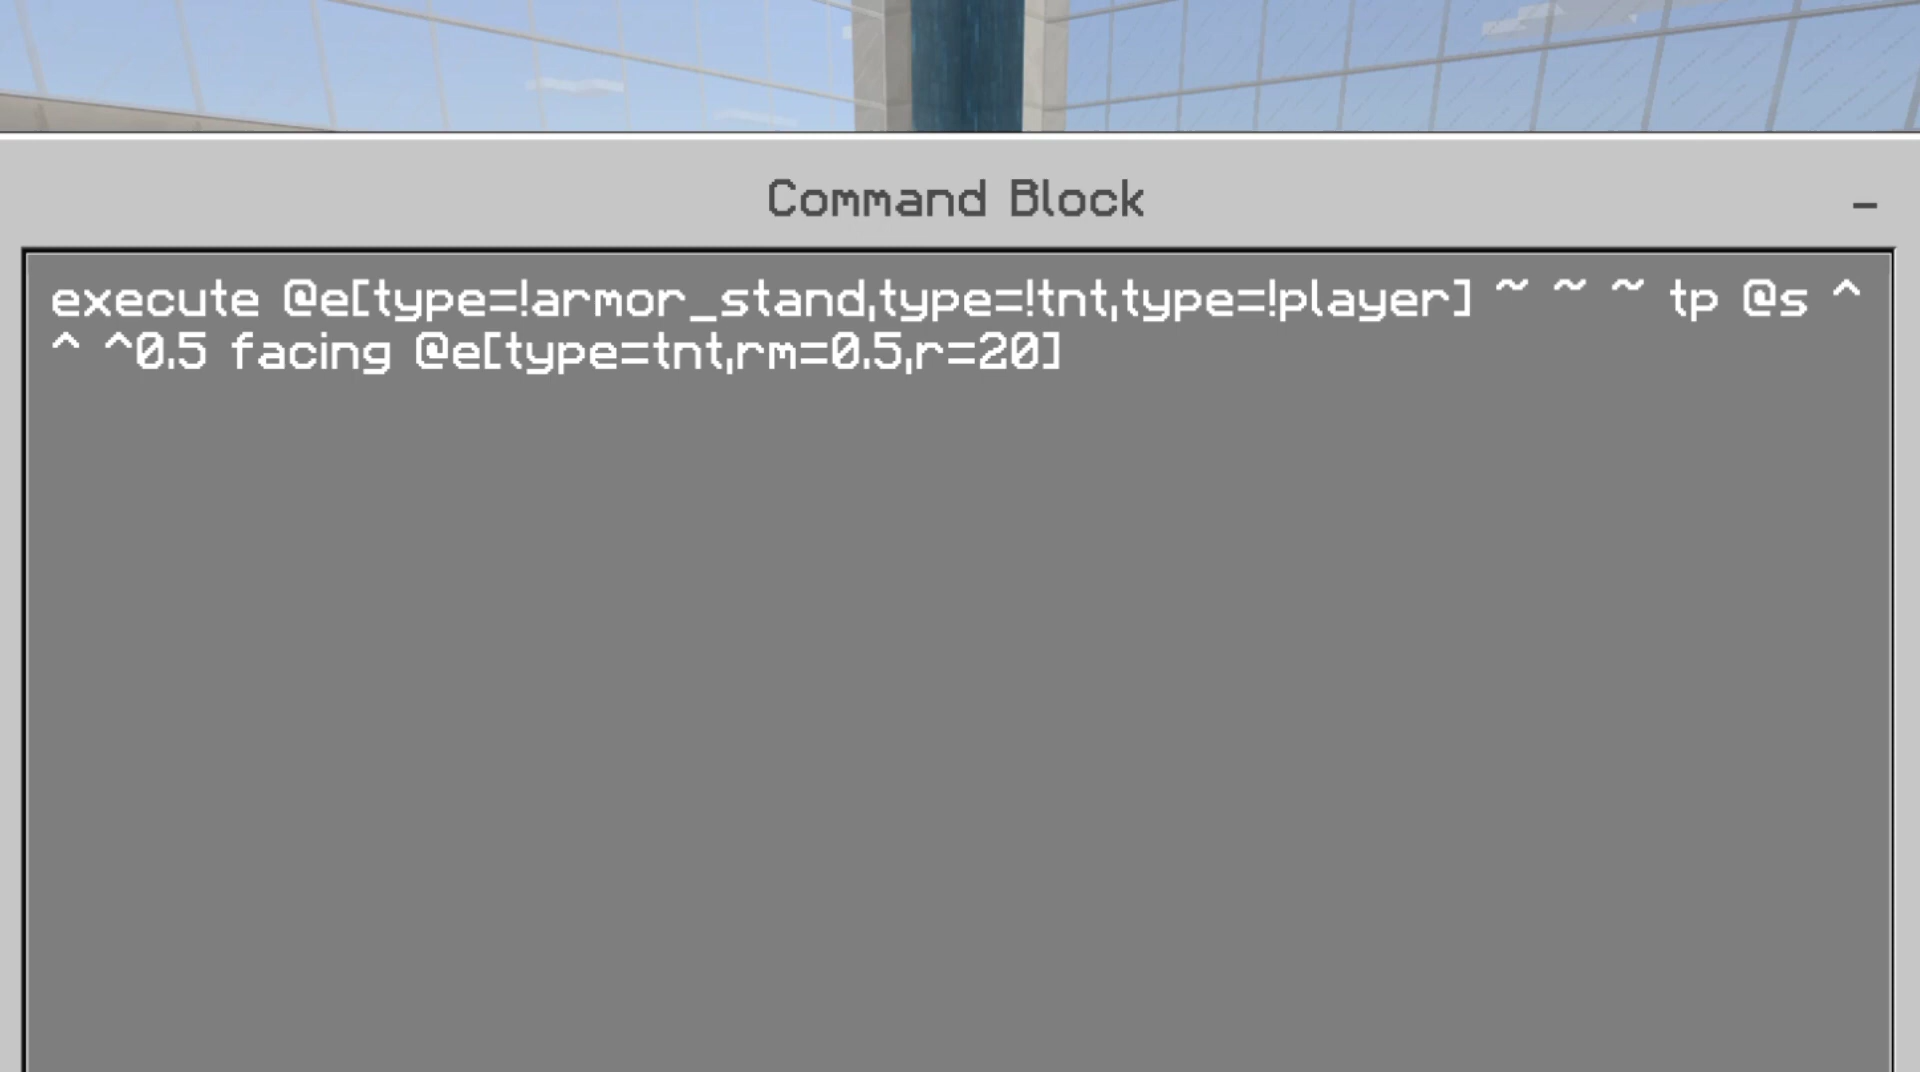 Command Block
execute @e[type=!armor_stand,type=!tnt,type=!player] ~ ~ ~ tp @s ^
^ ^0.5 facing @e[type=tnt,rm=0.5,r=20]